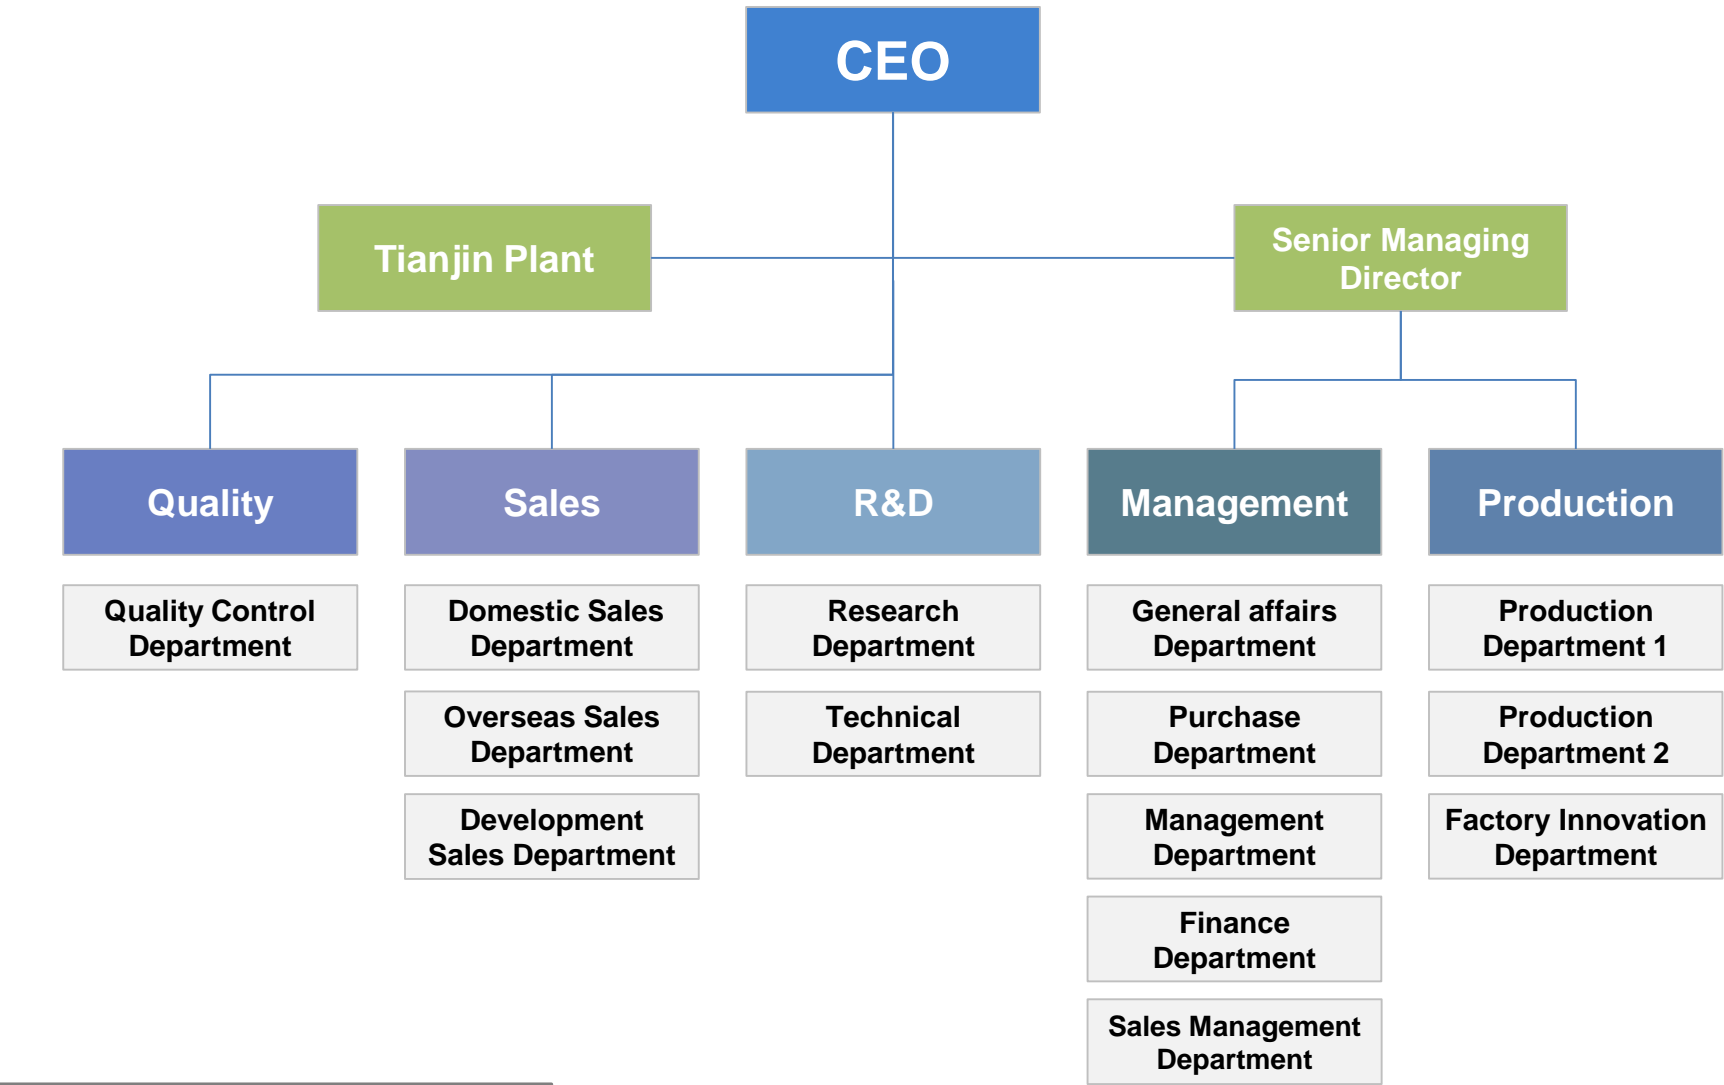 CEO
Tianjin Plant
Senior Managing
Director
Quality
Sales
R&D
Management
Production
Quality Control
Department
Domestic Sales
Department
Research
Department
General affairs
Department
Production
Department 1
Overseas Sales
Department
Technical
Department
Purchase
Department
Production
Department 2
Development
Sales Department
Management
Department
Factory Innovation
Department
Finance
Department
Sales Management
Department